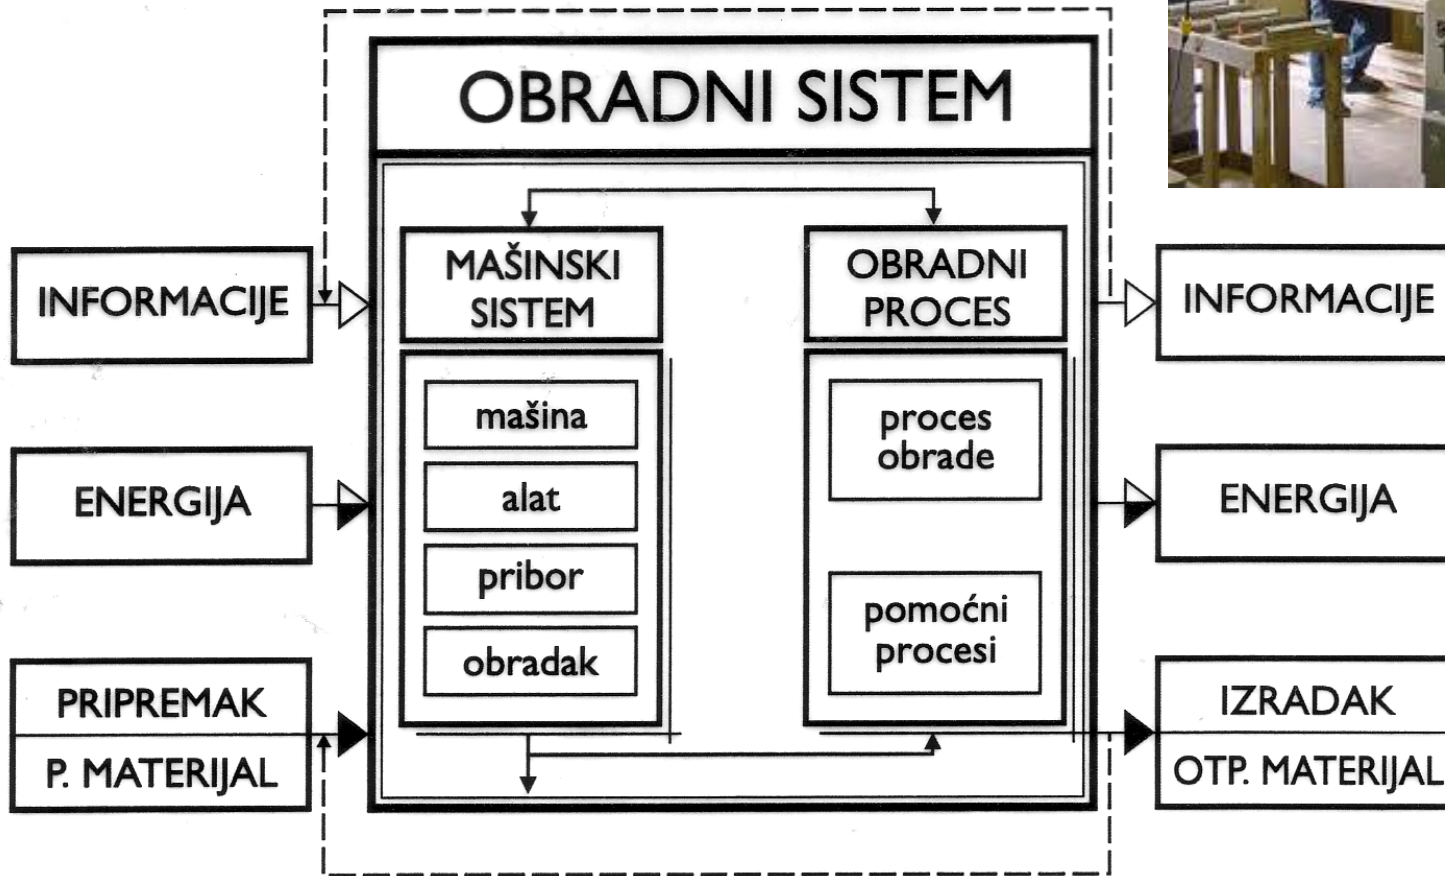 OBRADNI SISTEM
INFORMACIJE
ENERGIJA
PRIPREMAK
P. MATERIJAL
MAŠINSKI
SISTEM
mašina
alat
pribor
obradak
OBRADNI
PROCES
proces
obrade
pomoćni
procesi
INFORMACIJE
ENERGIJA
IZRADAK
OTP. MATERIJAL